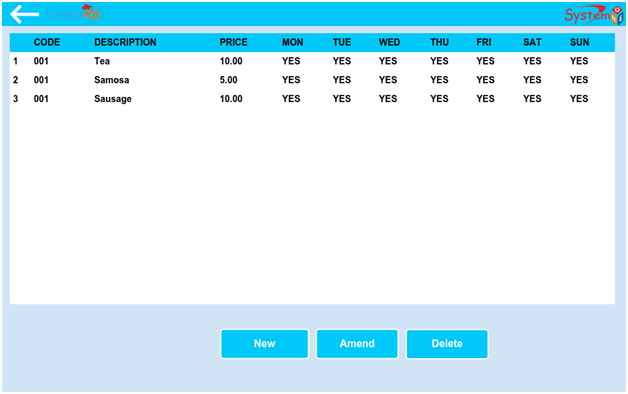 System
CODE DESCRIPTION PRICE MON TUE WED THU FRI SAT SUN
1 001 Tea 10.00 YES YES YES YES YES YES YES
2 001 Samosa 5.00 YES YES YES YES YES YES YES
3 001 Sausage 10.00 YES YES YES YES YES YES YES
New Amend Delete